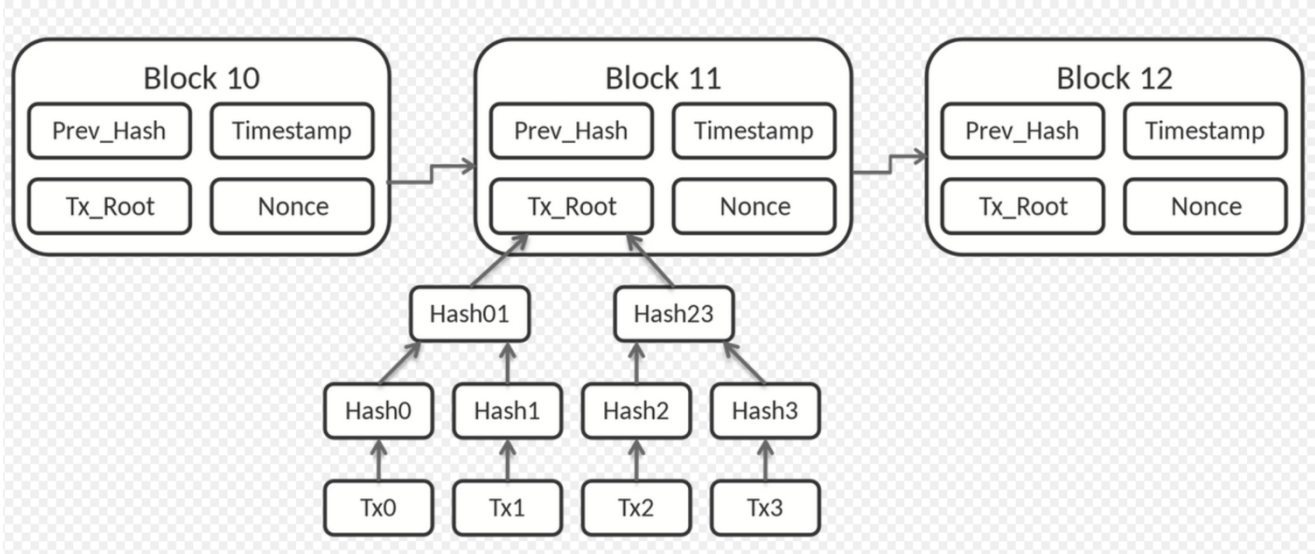 Block 10
Prev_Hash
Timestamp
Tx_Root
Nonce
Block 11
Prev_Hash
Timestamp
Tx_Root
Nonce
Block 12
Prev_Hash
Timestamp
Tx_Root
Nonce
Hash01
Hash23
Hash0
Hash1
Hash2
Hash3
Tx0
Tx1
Tx2
Tx3